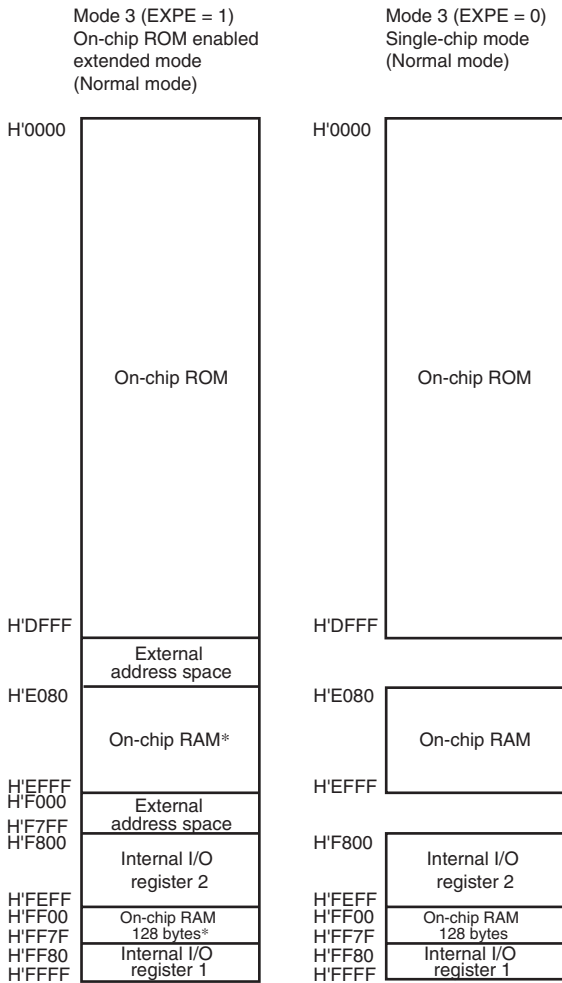 Mode 3 (EXPE = 1)
On-chip ROM enabled
extended mode
(Normal mode)
H'0000
On-chip ROM
H'DFFF
External
address space
H'E080
On-chip RAM*
H'EFFF
H'F000
External
address space
H'F7FF
H'F800
Internal I/O
register 2
H'FEFF
H'FF00
On-chip RAM
128 bytes*
H'FF7F
H'FF80
Internal I/O
register 1
H'FFFF
Mode 3 (EXPE = 0)
Single-chip mode
(Normal mode)
H'0000
On-chip ROM
H'DFFF
H'E080
On-chip RAM
H'EFFF
H'F800
Internal I/O
register 2
H'FEFF
H'FF00
On-chip RAM
128 bytes
H'FF7F
H'FF80
Internal I/O
register 1
H'FFFF